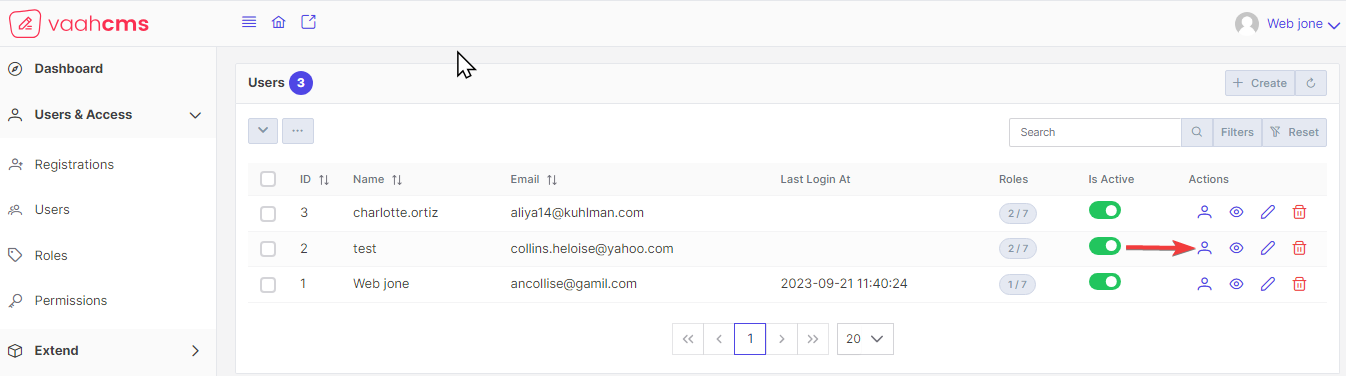 vaahcms
Web jone
Dashboard
Users & Access
Registrations
Users
Roles
Permissions
Extend
Users 3
Create
Search
Filters
Reset
ID Name Email Last Login At Roles Is Active Actions
3 charlotte.ortiz aliya14@kuhlman.com 2 / 7
2 test collins.heloise@yahoo.com 2 / 7
1 Web jone ancollise@gamil.com 2023-09-21 11:40:24 1 / 7
1
20